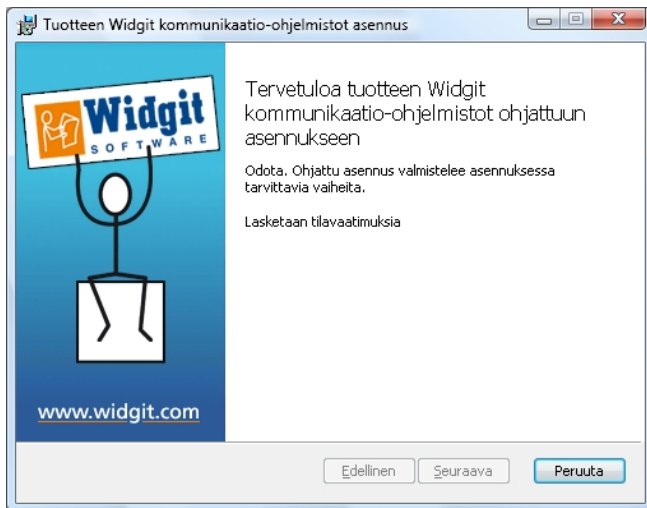 Tuotteen Widgit kommunikaatio-ohjelmistot asennus
Widgit
SOFTWARE
Tervetuloa tuotteen Widgit
kommunikaatio-ohjelmistot ohjattuun
asennukseen
Odota. Ohjattu asennus valmistelee asennuksessa
tarvittavia vaiheita.
Lasketaan tilavaatimuksia
www.widgit.com
Edellinen Seuraava Peruuta